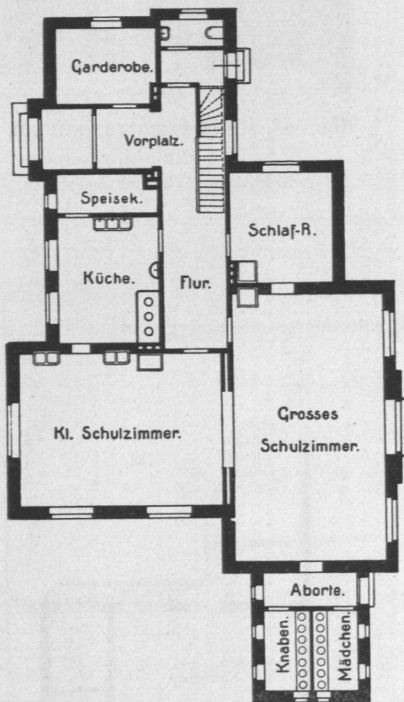 Garderobe.
Vorplatz.
Speisek.
Schlaf-R.
Küche.
Flur.
Kl. Schulzimmer.
Grosses
Schulzimmer.
Aborte.
Knaben.
Mädchen.